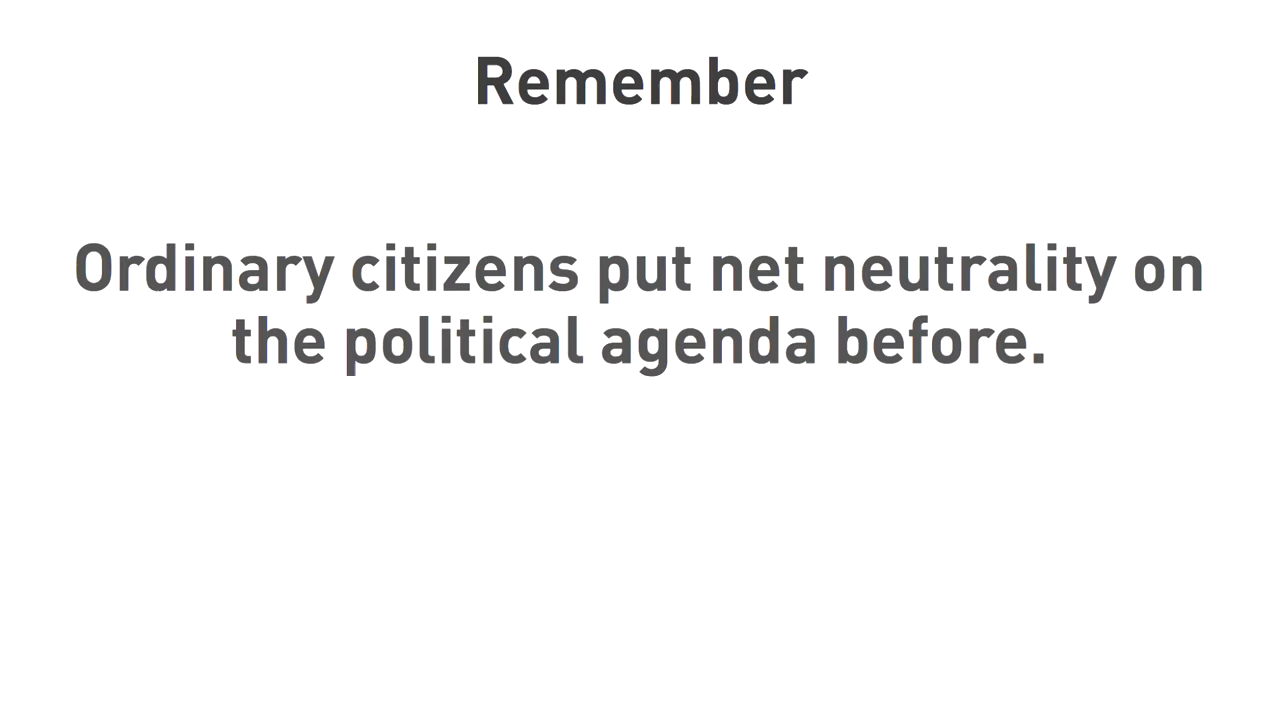 Remember
Ordinary citizens put net neutrality on
the political agenda before.